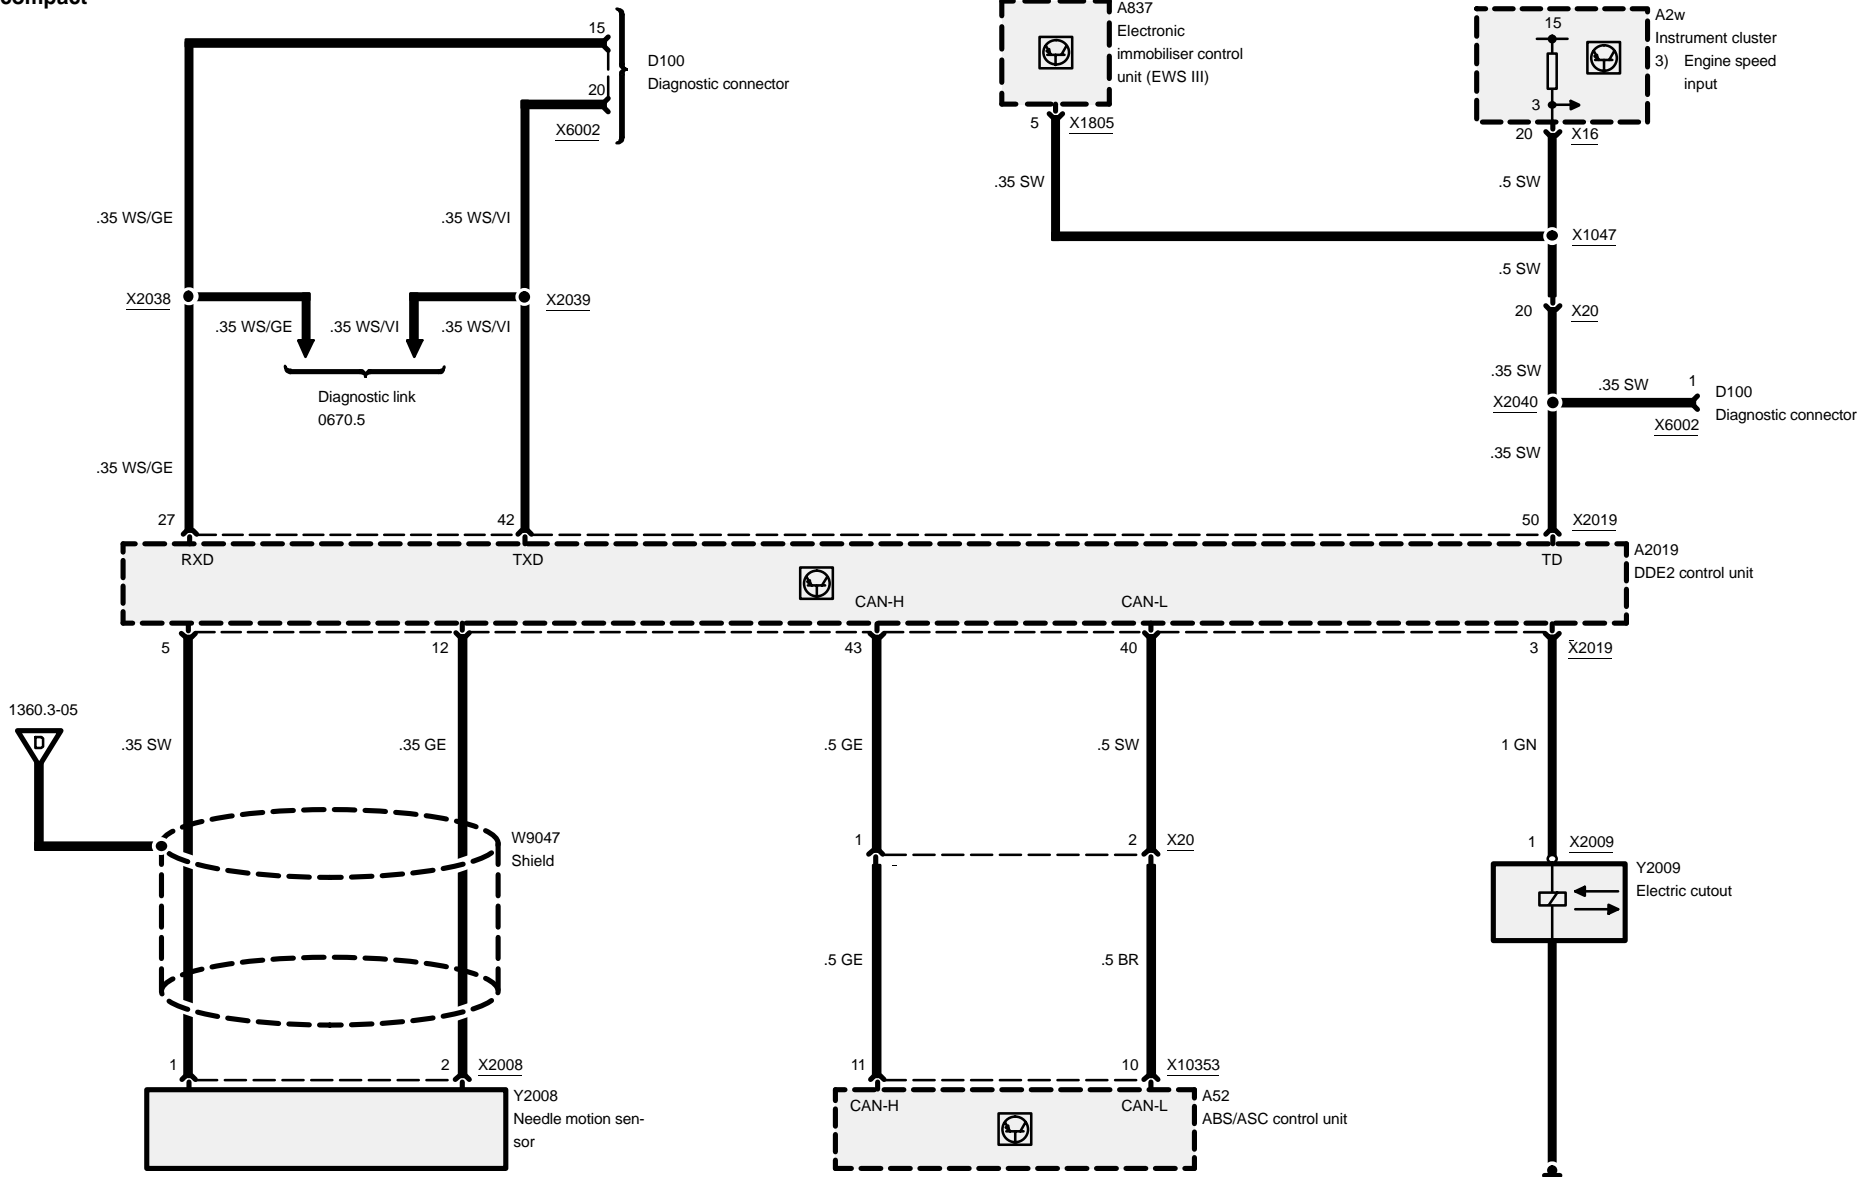 compact
15
20
X6002
D100
Diagnostic connector
A837
Electronic
immobiliser control
unit (EWS III)
5 X1805
15
3
A2w
Instrument cluster
3) Engine speed
input
20 X16
.35 WS/GE
.35 WS/VI
.35 SW
.5 SW
X1047
.5 SW
X2038
X2039
.35 WS/GE
.35 WS/VI
.35 WS/VI
20 X20
Diagnostic link
0670.5
.35 SW
.35 SW
1
D100
Diagnostic connector
X2040
X6002
.35 WS/GE
.35 SW
27
42
50 X2019
RXD
TXD
TD
A2019
DDE2 control unit
CAN-H
CAN-L
5
12
43
40
3 X2019
1360.3-05
D
.35 SW
.35 GE
.5 GE
.5 SW
1 GN
W9047
Shield
1
2 X20
1 X2009
Y2009
Electric cutout
.5 GE
.5 BR
1
2 X2008
11
10 X10353
Y2008
Needle motion sen-
sor
CAN-H
CAN-L
A52
ABS/ASC control unit